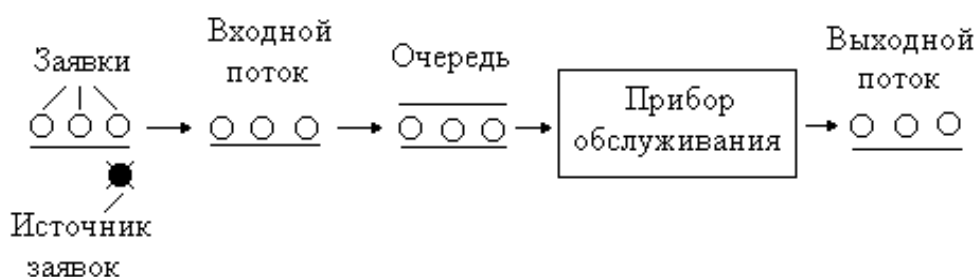 Заявки
Входной
поток
Очередь
Прибор
обслуживания
Выходной
поток
Источник
заявок